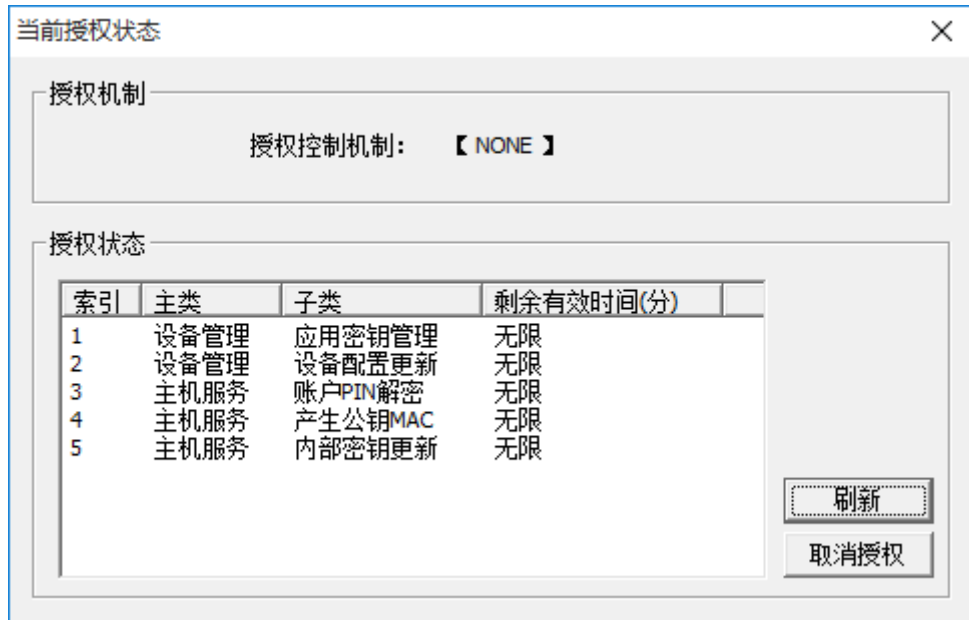 当前授权状态
授权机制
授权控制机制: 【 NONE 】
授权状态
索引 主类 子类 剩余有效时间(分)
1 设备管理 应用密钥管理 无限
2 设备管理 设备配置更新 无限
3 主机服务 账户PIN解密 无限
4 主机服务 产生公钥MAC 无限
5 主机服务 内部密钥更新 无限
刷新
取消授权